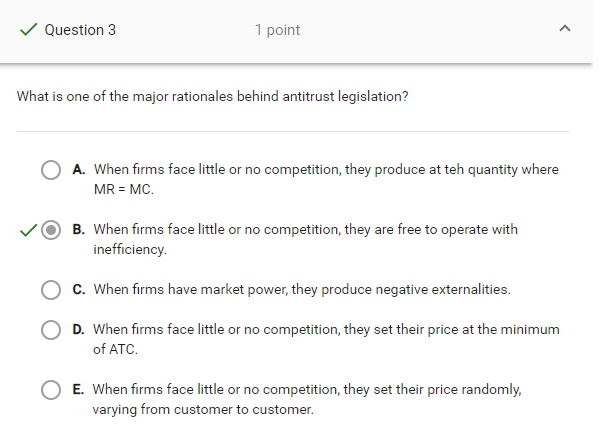 Question 3 1 point
What is one of the major rationales behind antitrust legislation?
A. When firms face little or no competition, they produce at teh quantity where
MR = MC.
B. When firms face little or no competition, they are free to operate with
inefficiency.
C. When firms have market power, they produce negative externalities.
D. When firms face little or no competition, they set their price at the minimum
of ATC.
E. When firms face little or no competition, they set their price randomly,
varying from customer to customer.